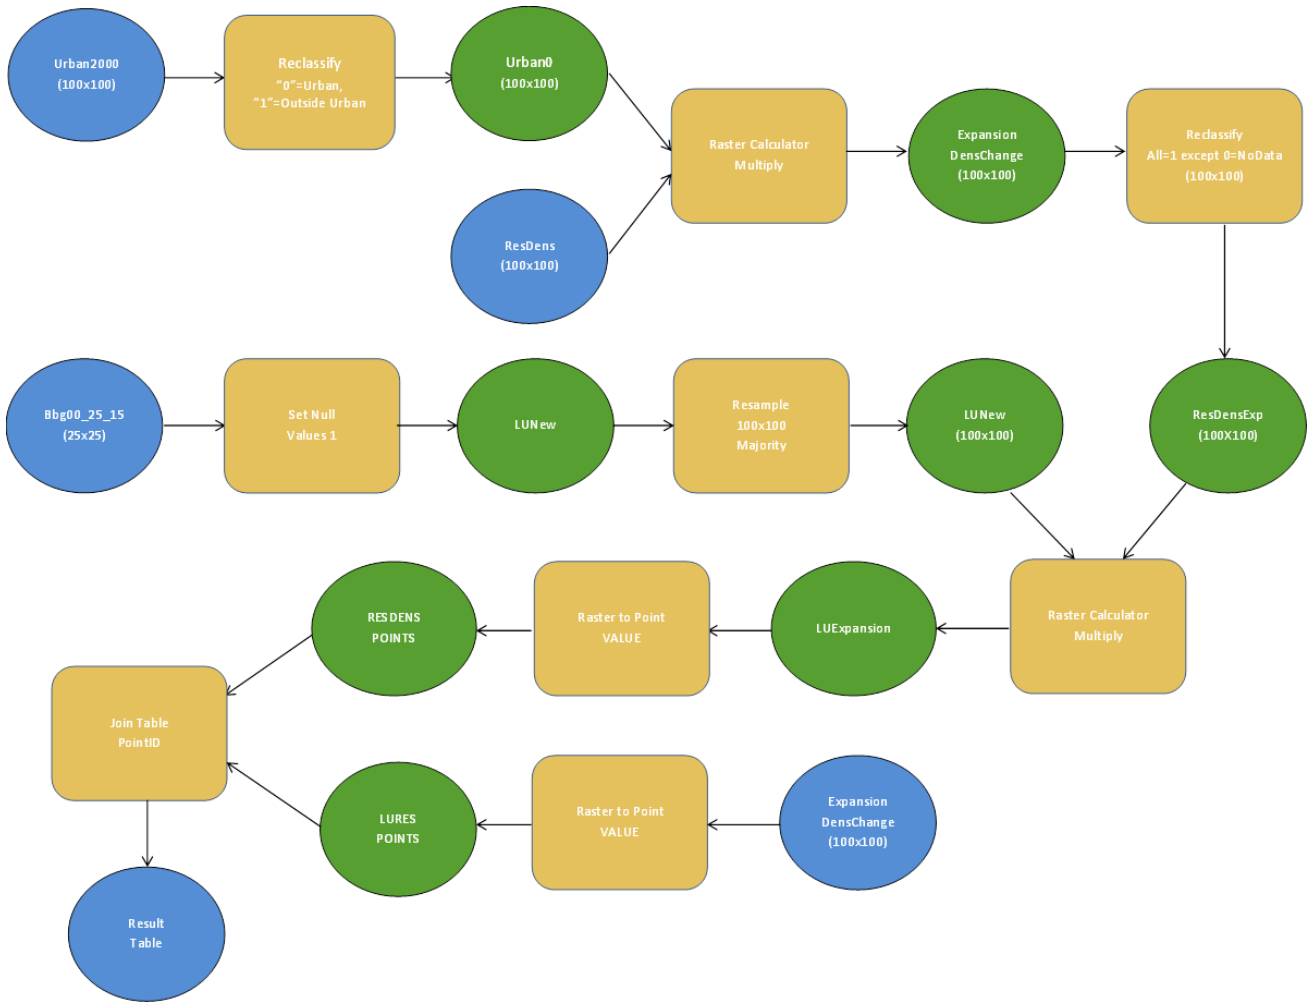 Urban2000
(100x100)
Reclassify
"0"=Urban,
"1"=Outside Urban
Urban0
(100x100)
Raster Calculator
Multiply
Expansion
DensChange
(100x100)
Reclassify
All=1 except 0=NoData
(100x100)
ResDens
(100x100)
Bbg00_25_15
(25x25)
Set Null
Values 1
LUNew
Resample
100x100
Majority
LUNew
(100x100)
ResDensExp
(100X100)
RESDENS
POINTS
Raster to Point
VALUE
LUExpansion
Raster Calculator
Multiply
Join Table
PointID
LURES
POINTS
Raster to Point
VALUE
Expansion
DensChange
(100x100)
Result
Table